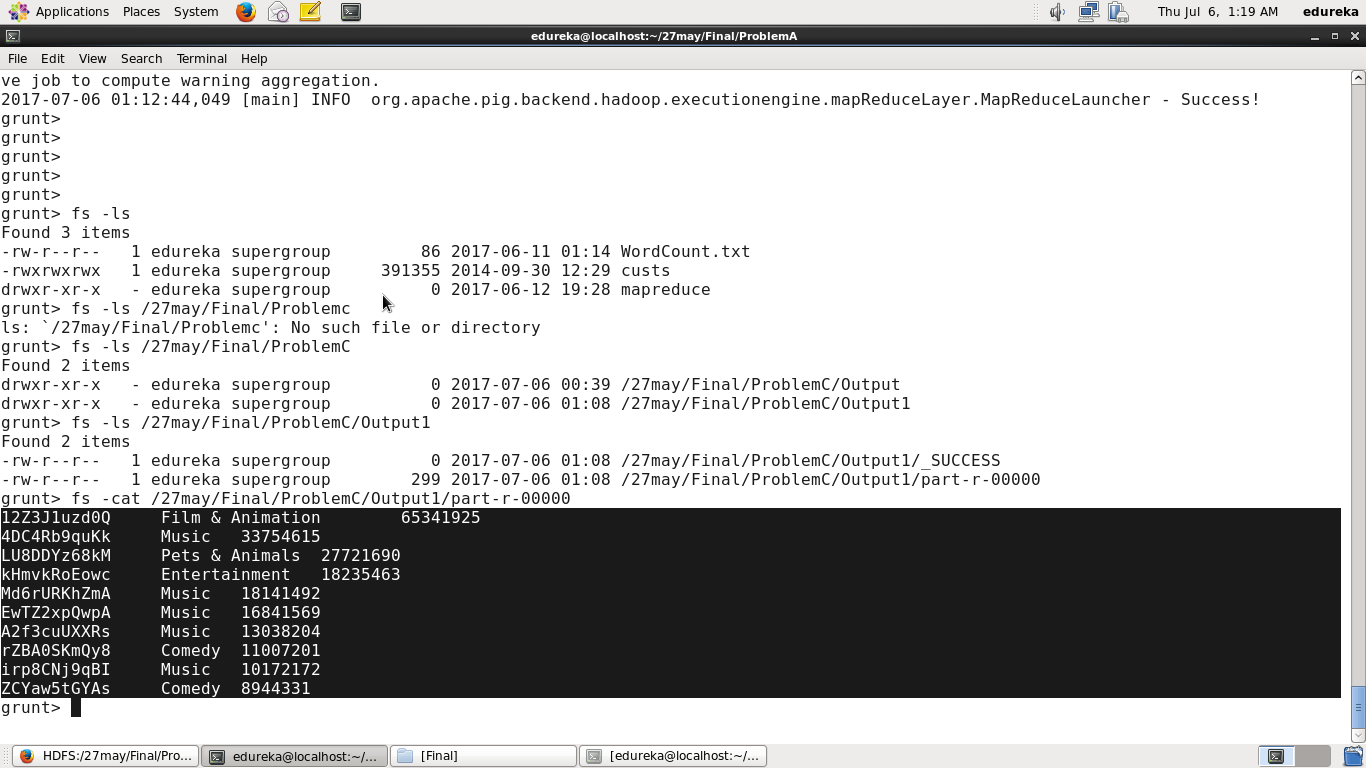 Applications Places System Thu Jul 6, 1:19 AM edureka
edureka@localhost:~/27may/Final/ProblemA
File Edit View Search Terminal Help
ve job to compute warning aggregation.
2017-07-06 01:12:44,049 [main] INFO  org.apache.pig.backend.hadoop.executionengine.mapReduceLayer.MapReduceLauncher - Success!
grunt>
grunt>
grunt>
grunt>
grunt>
grunt> fs -ls
Found 3 items
-rw-r--r--   1 edureka supergroup         86 2017-06-11 01:14 WordCount.txt
-rwxrwxrwx   1 edureka supergroup     391355 2014-09-30 12:29 custs
drwxr-xr-x   - edureka supergroup          0 2017-06-12 19:28 mapreduce
grunt> fs -ls /27may/Final/Problemc
ls: `/27may/Final/Problemc': No such file or directory
grunt> fs -ls /27may/Final/ProblemC
Found 2 items
drwxr-xr-x   - edureka supergroup          0 2017-07-06 00:39 /27may/Final/ProblemC/Output
drwxr-xr-x   - edureka supergroup          0 2017-07-06 01:08 /27may/Final/ProblemC/Output1
grunt> fs -ls /27may/Final/ProblemC/Output1
Found 2 items
-rw-r--r--   1 edureka supergroup          0 2017-07-06 01:08 /27may/Final/ProblemC/Output1/_SUCCESS
-rw-r--r--   1 edureka supergroup        299 2017-07-06 01:08 /27may/Final/ProblemC/Output1/part-r-00000
grunt> fs -cat /27may/Final/ProblemC/Output1/part-r-00000
12Z3J1uzd0Q     Film & Animation        65341925
4DC4Rb9quKk     Music   33754615
LU8DDYz68kM     Pets & Animals  27721690
kHmvkRoEowc     Entertainment   18235463
Md6rURKhZmA     Music   18141492
EwTZ2xpQwpA     Music   16841569
A2f3cuUXXRs     Music   13038204
rZBA0SKmQy8     Comedy  11007201
irp8CNj9qBI     Music   10172172
ZCYaw5tGYAs     Comedy  8944331
grunt>
HDFS:/27may/Final/Pro... edureka@localhost:~/... [Final] [edureka@localhost:~/...